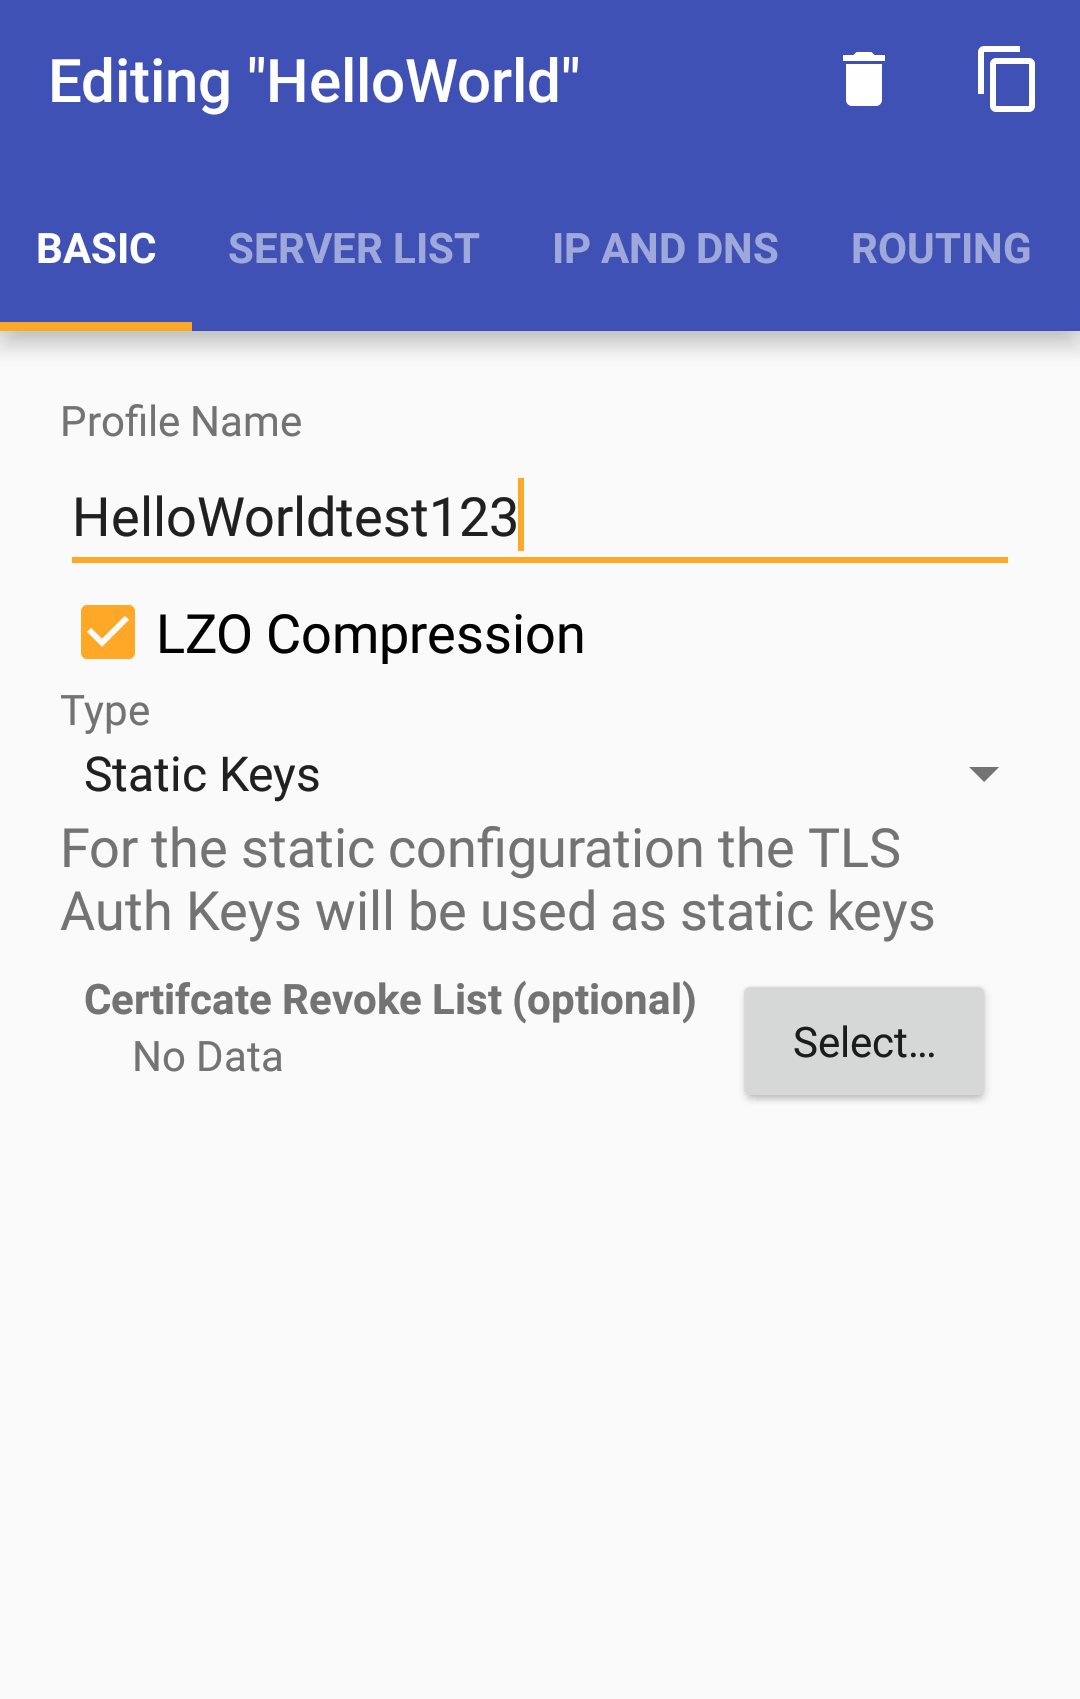 Editing "HelloWorld"
BASIC SERVER LIST IP AND DNS ROUTING
Profile Name
HelloWorldtest123
LZO Compression
Type
Static Keys
For the static configuration the TLS
Auth Keys will be used as static keys
Certifcate Revoke List (optional)
No Data
Select...